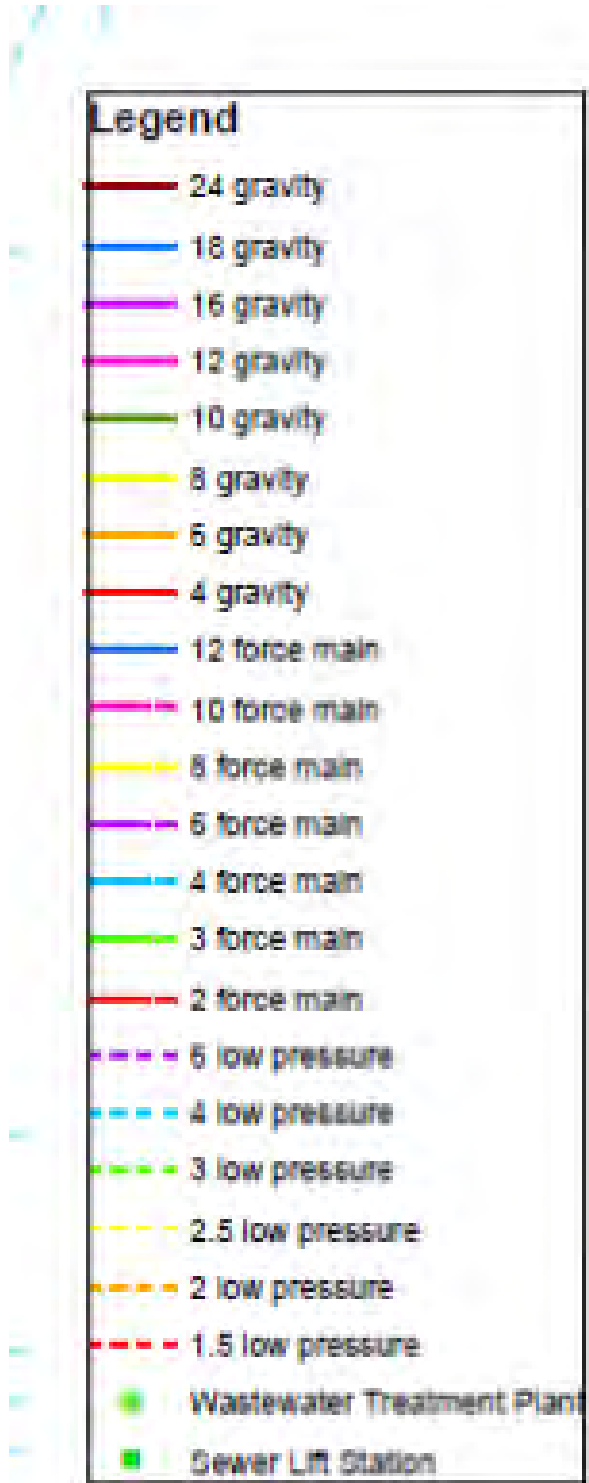 Legend
24 gravity
18 gravity
16 gravity
12 gravity
10 gravity
8 gravity
6 gravity
4 gravity
12 force main
10 force main
8 force main
6 force main
4 force main
3 force main
2 force main
6 low pressure
4 low pressure
3 low pressure
2.5 low pressure
2 low pressure
1.5 low pressure
Wastewater Treatment Plant
Sewer Lift Station